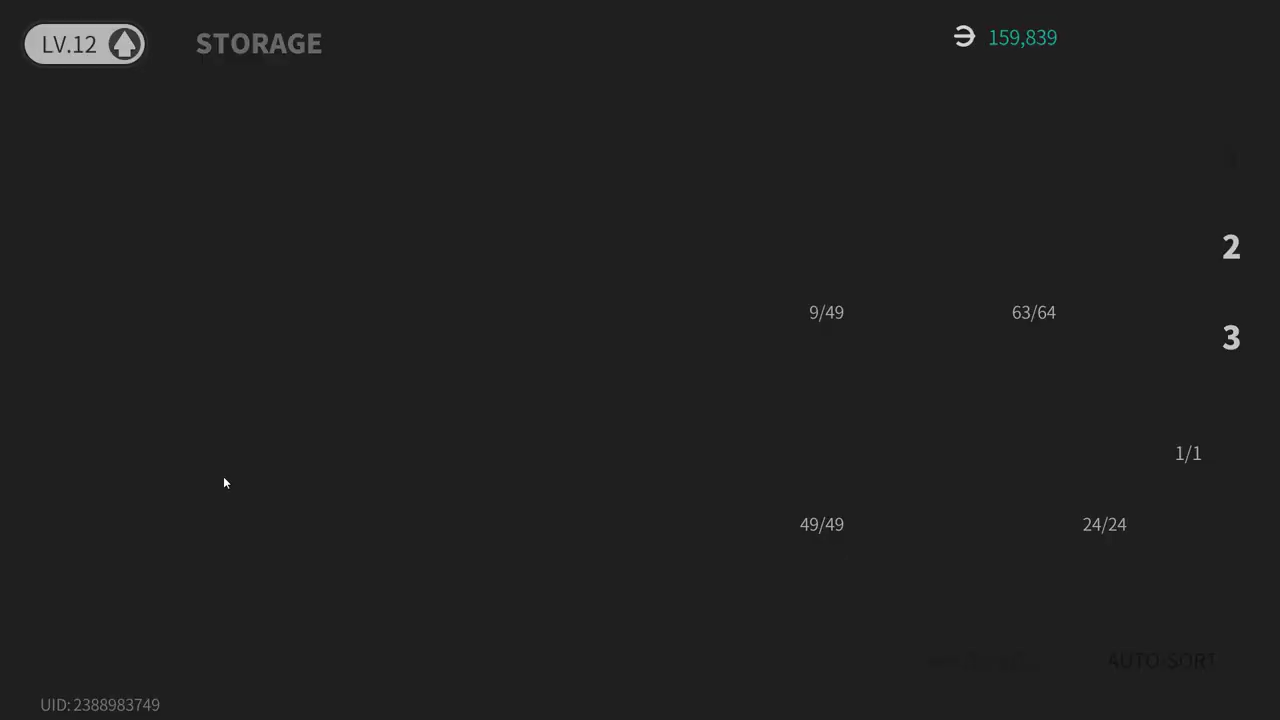 LV.12
STORAGE
159,839
2
9/49
63/64
3
1/1
49/49
24/24
AUTO SORT
UID: 2388983749